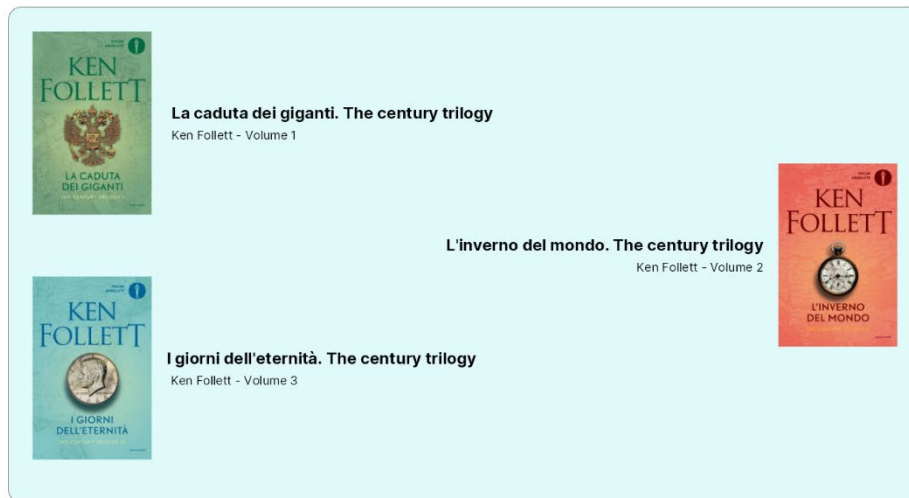 KEN
FOLLETT
LA CADUTA
DEI GIGANTI
La caduta dei giganti. The century trilogy
Ken Follett - Volume 1
KEN
FOLLETT
L'INVERNO
DEL MONDO
L'inverno del mondo. The century trilogy
Ken Follett - Volume 2
KEN
FOLLETT
I GIORNI
DELL'ETERNITÀ
I giorni dell'eternità. The century trilogy
Ken Follett - Volume 3